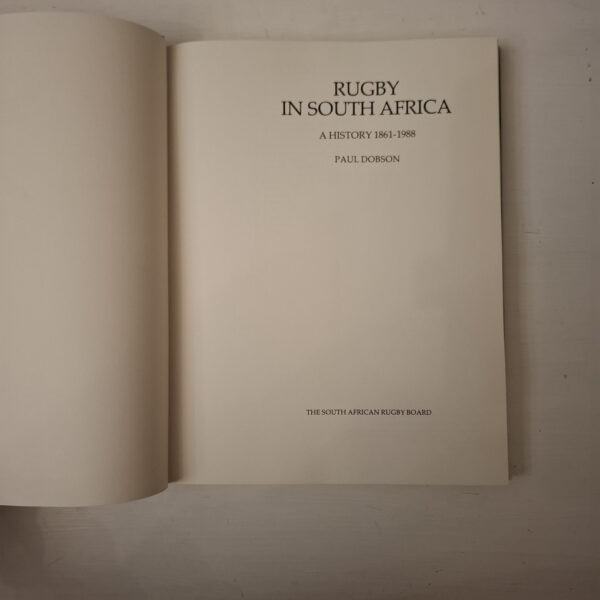 RUGBY
IN SOUTH AFRICA
A HISTORY 1861-1988
PAUL DOBSON
THE SOUTH AFRICAN RUGBY BOARD